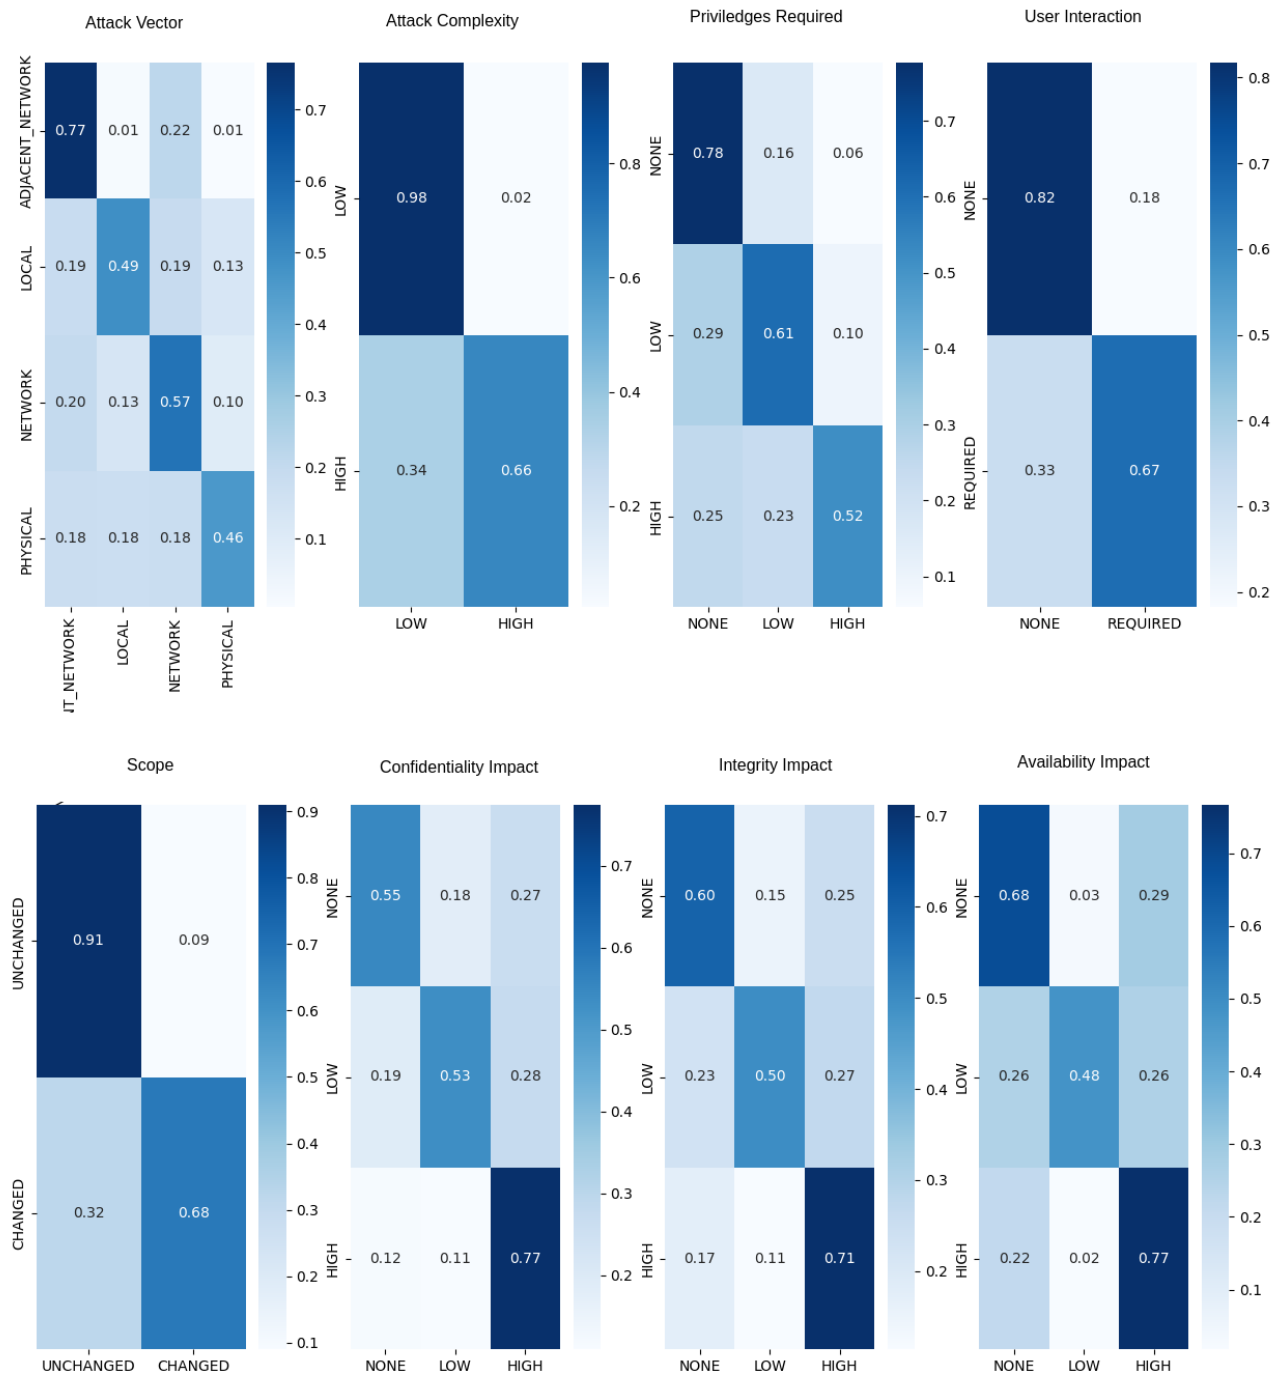 Attack Vector
ADJACENT_NETWORK
LOCAL
NETWORK
PHYSICAL
0.77 0.01 0.22 0.01
0.19 0.49 0.19 0.13
0.20 0.13 0.57 0.10
0.18 0.18 0.18 0.46
NT_NETWORK
LOCAL
NETWORK
PHYSICAL
0.7
0.6
0.5
0.4
0.3
0.2
0.1
Attack Complexity
LOW
HIGH
0.98 0.02
0.34 0.66
LOW HIGH
0.8
0.6
0.4
0.2
Priviledges Required
NONE
LOW
HIGH
0.78 0.16 0.06
0.29 0.61 0.10
0.25 0.23 0.52
NONE LOW HIGH
0.7
0.6
0.5
0.4
0.3
0.2
0.1
User Interaction
NONE
REQUIRED
0.82 0.18
0.33 0.67
NONE REQUIRED
0.8
0.7
0.6
0.5
0.4
0.3
0.2
Scope
UNCHANGED
CHANGED
0.91 0.09
0.32 0.68
UNCHANGED CHANGED
0.9
0.8
0.7
0.6
0.5
0.4
0.3
0.2
0.1
Confidentiality Impact
NONE
LOW
HIGH
0.55 0.18 0.27
0.19 0.53 0.28
0.12 0.11 0.77
NONE LOW HIGH
0.7
0.6
0.5
0.4
0.3
0.2
Integrity Impact
NONE
LOW
HIGH
0.60 0.15 0.25
0.23 0.50 0.27
0.17 0.11 0.71
NONE LOW HIGH
0.7
0.6
0.5
0.4
0.3
0.2
Availability Impact
NONE
LOW
HIGH
0.68 0.03 0.29
0.26 0.48 0.26
0.22 0.02 0.77
NONE LOW HIGH
0.7
0.6
0.5
0.4
0.3
0.2
0.1